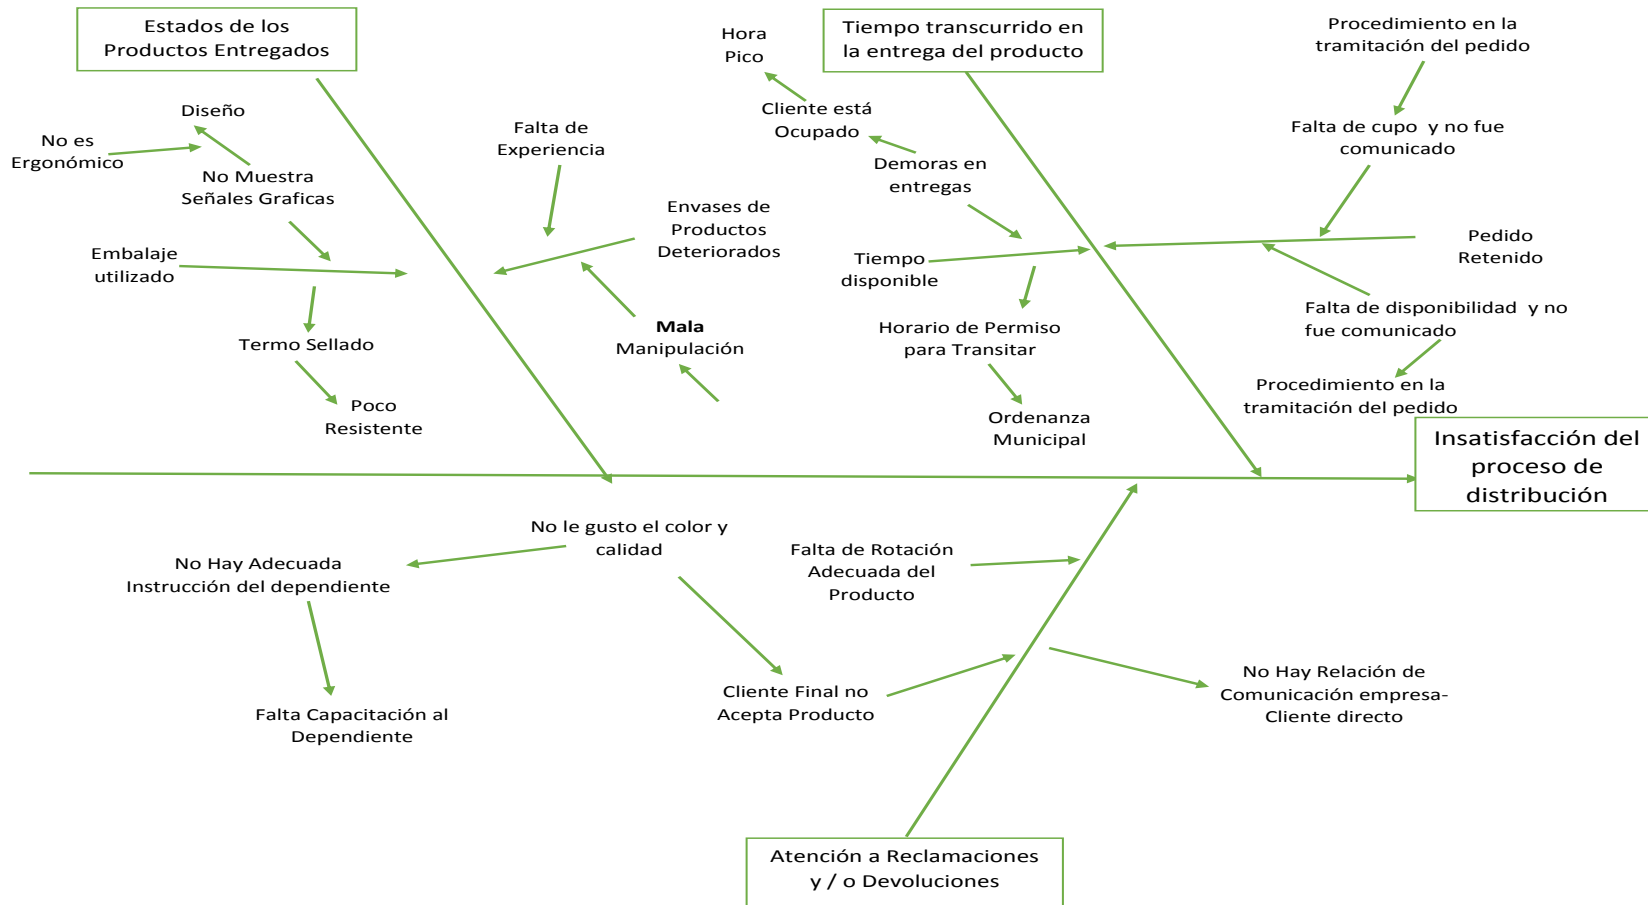 Estados de los
Productos Entregados
Tiempo transcurrido en
la entrega del producto
Hora
Pico
Procedimiento en la
tramitación del pedido
Diseño
No es
Ergonómico
Falta de
Experiencia
Cliente está
Ocupado
Falta de cupo y no fue
comunicado
No Muestra
Señales Graficas
Demoras en
entregas
Envases de
Productos
Deteriorados
Embalaje
utilizado
Tiempo
disponible
Pedido
Retenido
Termo Sellado
Mala
Manipulación
Horario de Permiso
para Transitar
Falta de disponibilidad y no
fue comunicado
Poco
Resistente
Ordenanza
Municipal
Procedimiento en la
tramitación del pedido
Insatisfacción del
proceso de
distribución
No le gusto el color y
calidad
No Hay Adecuada
Instrucción del dependiente
Falta de Rotación
Adecuada del
Producto
Falta Capacitación al
Dependiente
Cliente Final no
Acepta Producto
No Hay Relación de
Comunicación empresa-
Cliente directo
Atención a Reclamaciones
y / o Devoluciones